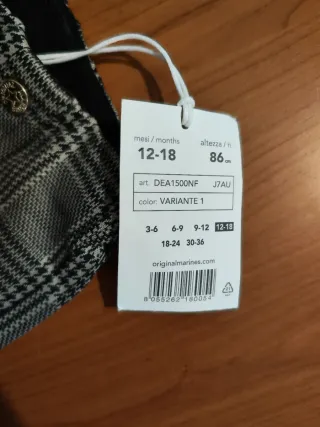 mesi / months altezza / h
12-18 86 cm
art. DEA1500NF J7AU
color: VARIANTE 1
3-6 6-9 9-12 12-18
18-24 30-36
originalmarines.com